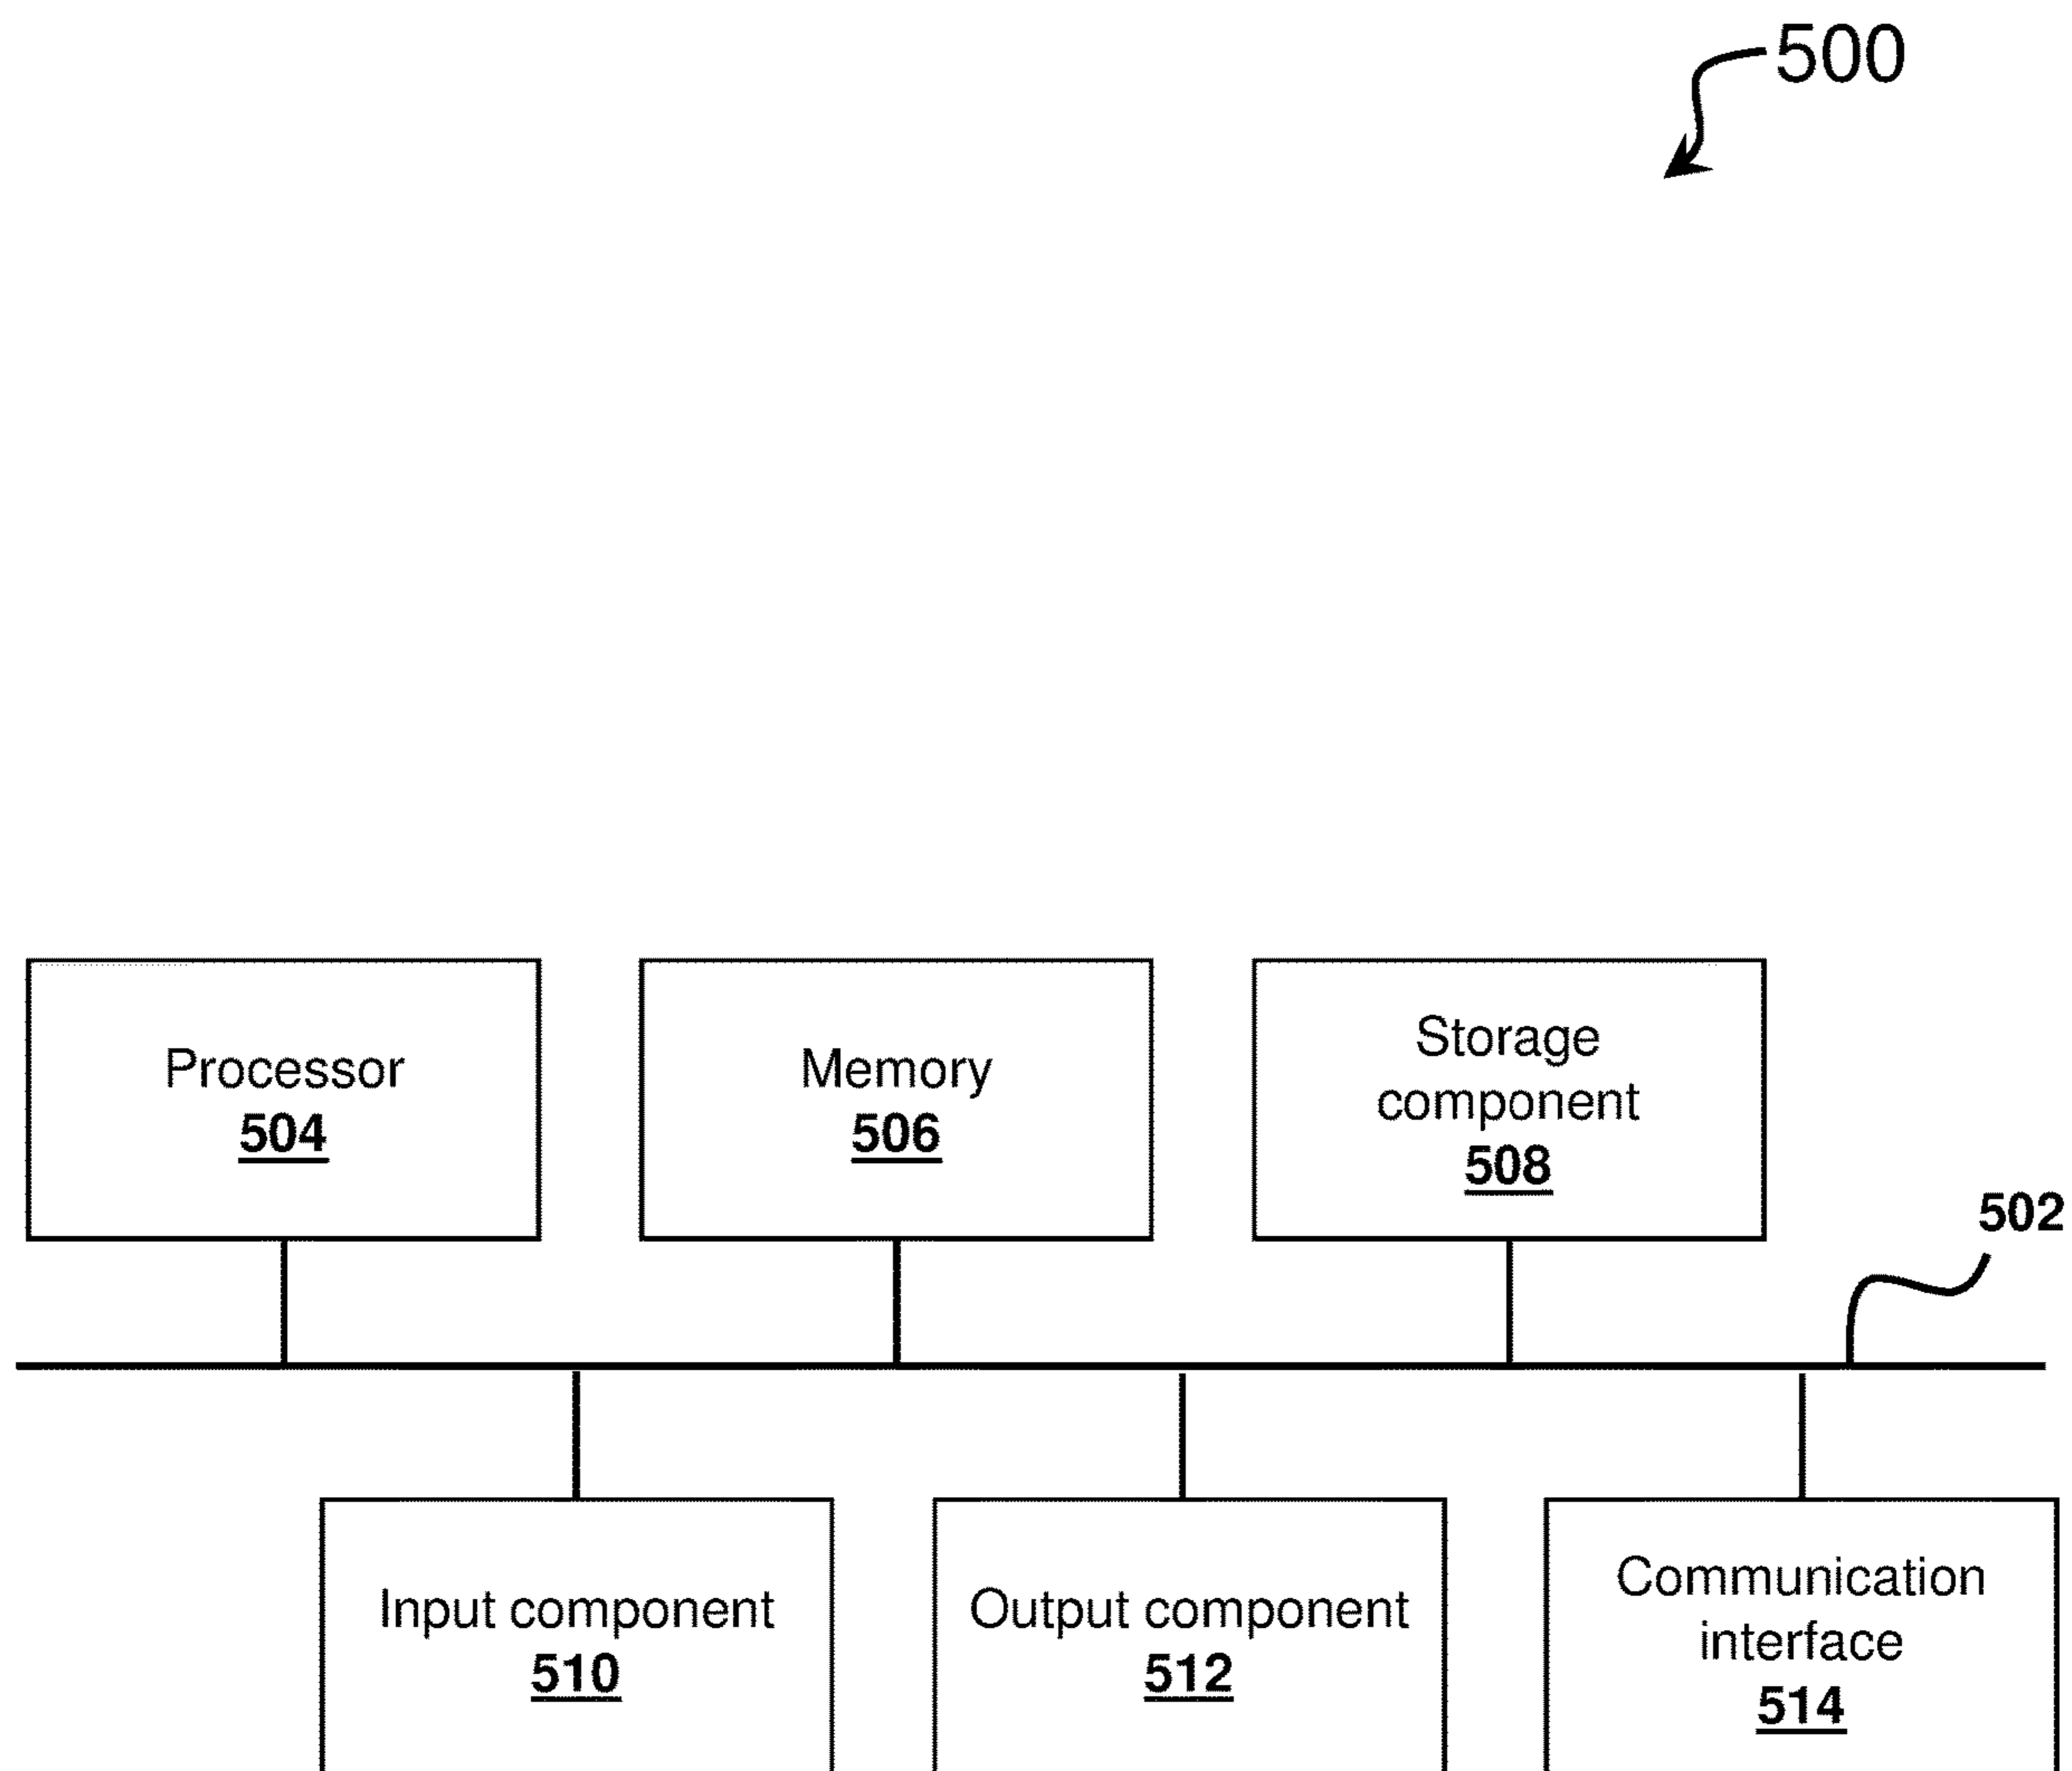 500
Processor
504
Memory
506
Storage
component
508
502
Input component
510
Output component
512
Communication
interface
514